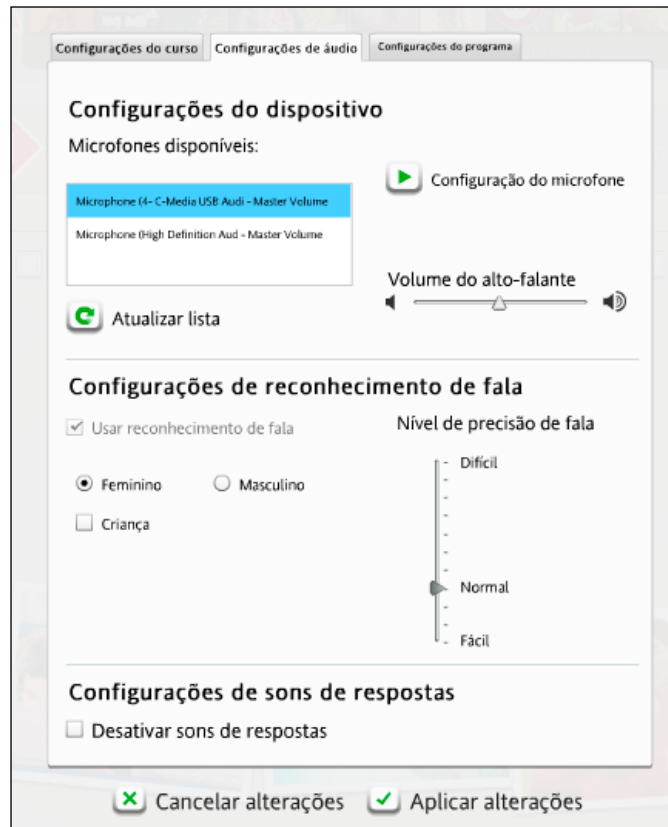 Configurações do curso
Configurações de áudio
Configurações do programa
Configurações do dispositivo
Microfones disponíveis:
Microphone (4- C-Media USB Audi - Master Volume
Microphone (High Definition Aud - Master Volume
Configuração do microfone
Volume do alto-falante
Atualizar lista
Configurações de reconhecimento de fala
Usar reconhecimento de fala
Feminino
Masculino
Criança
Nível de precisão de fala
Difícil
Normal
Fácil
Configurações de sons de respostas
Desativar sons de respostas
Cancelar alterações
Aplicar alterações